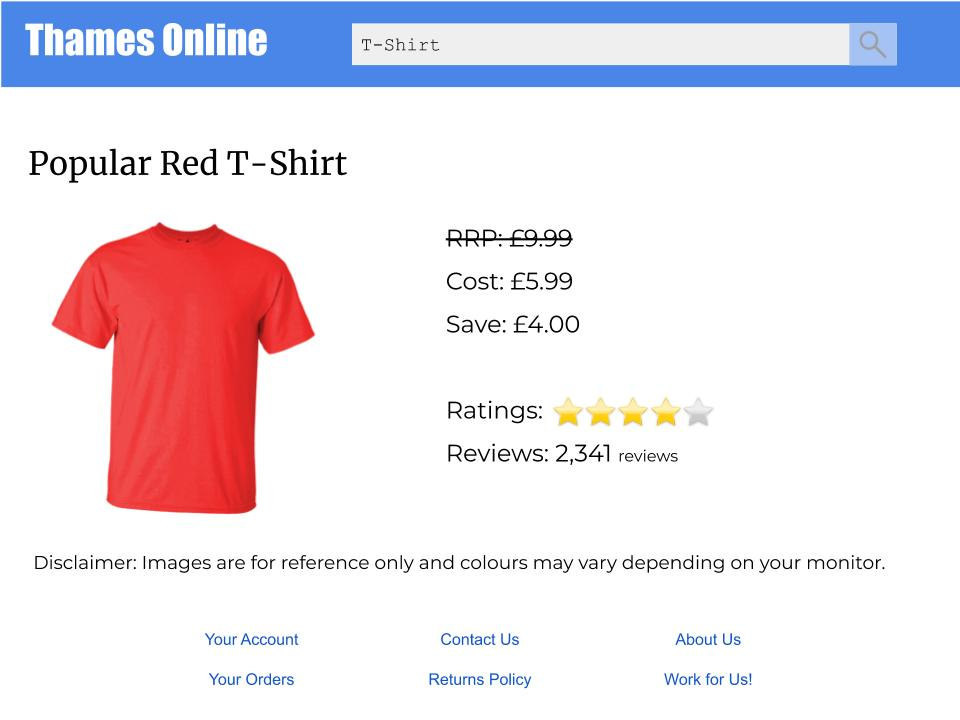 Thames Online
T-Shirt
Popular Red T-Shirt
RRP: £9.99
Cost: £5.99
Save: £4.00
Ratings:
Reviews: 2,341 reviews
Disclaimer: Images are for reference only and colours may vary depending on your monitor.
Your Account
Contact Us
About Us
Your Orders
Returns Policy
Work for Us!